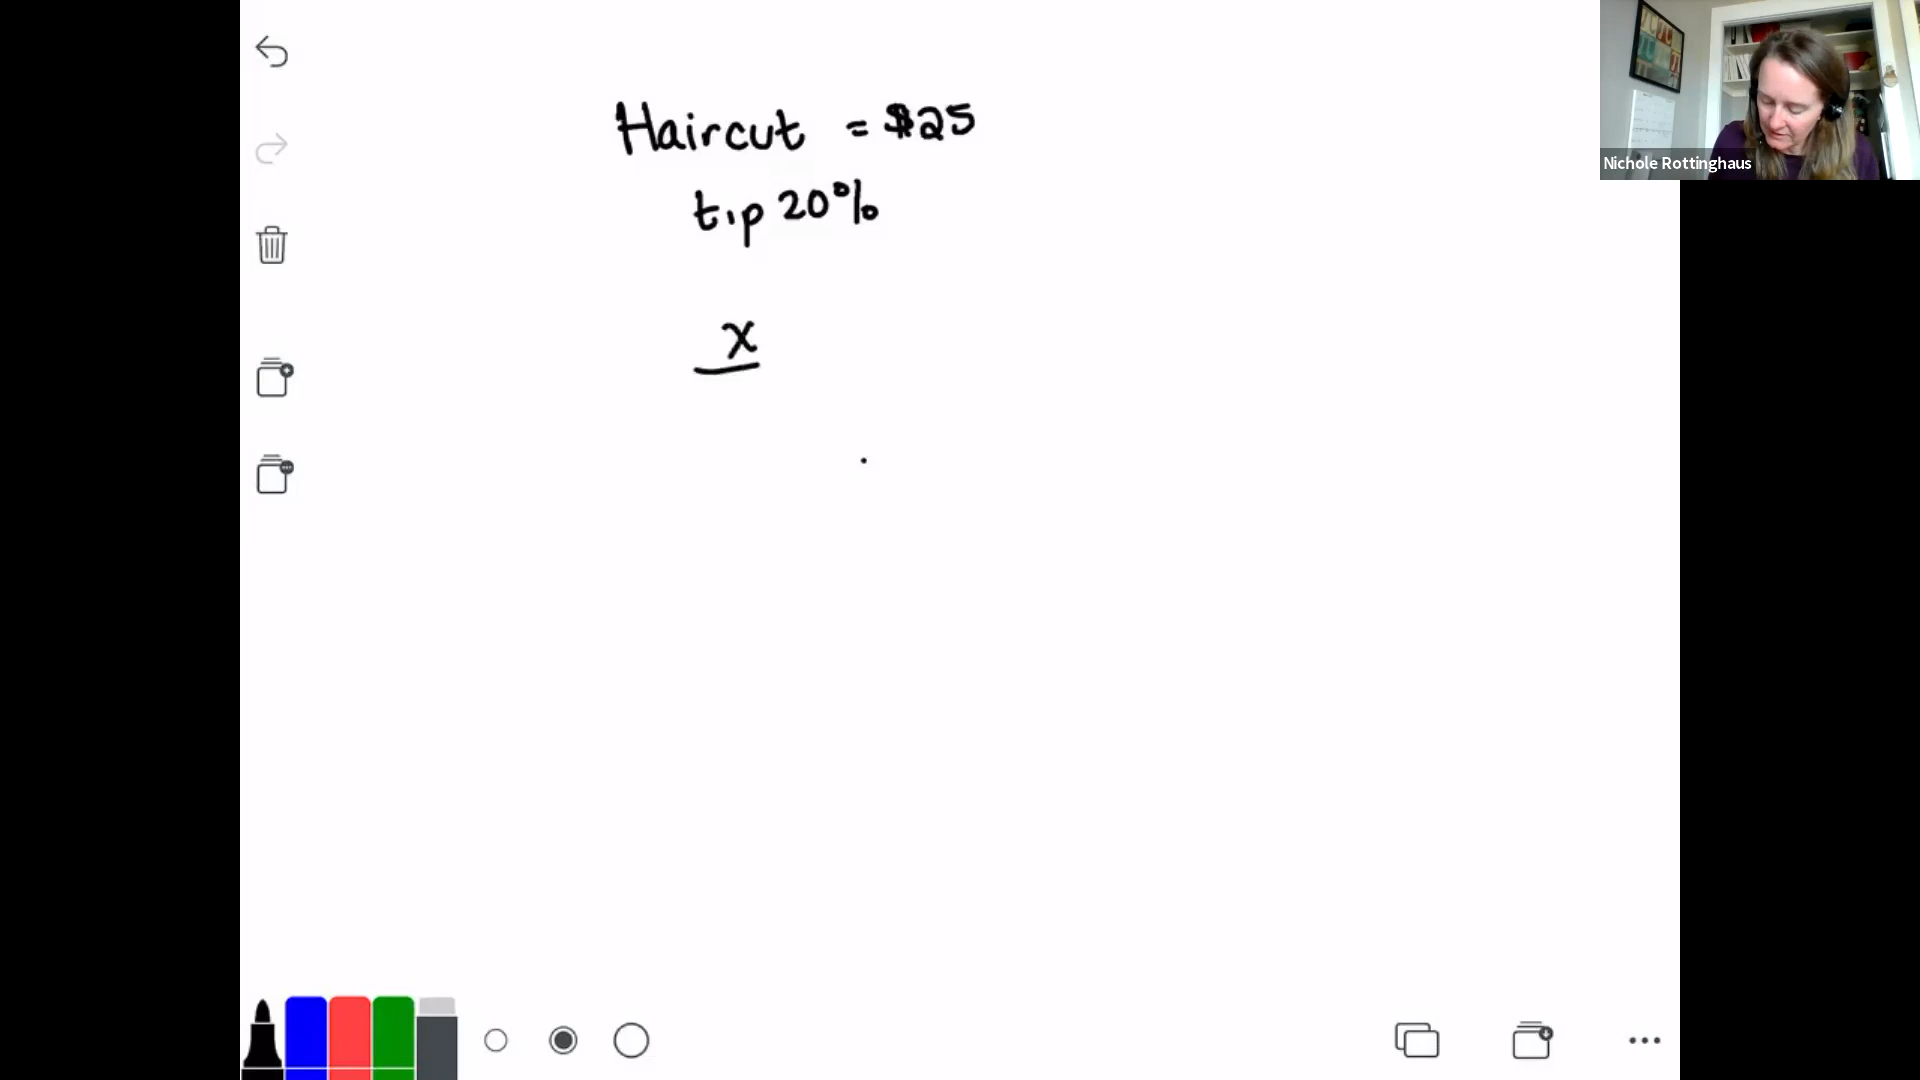 Haircut = $25
tip 20%
x
Nichole Rottinghaus